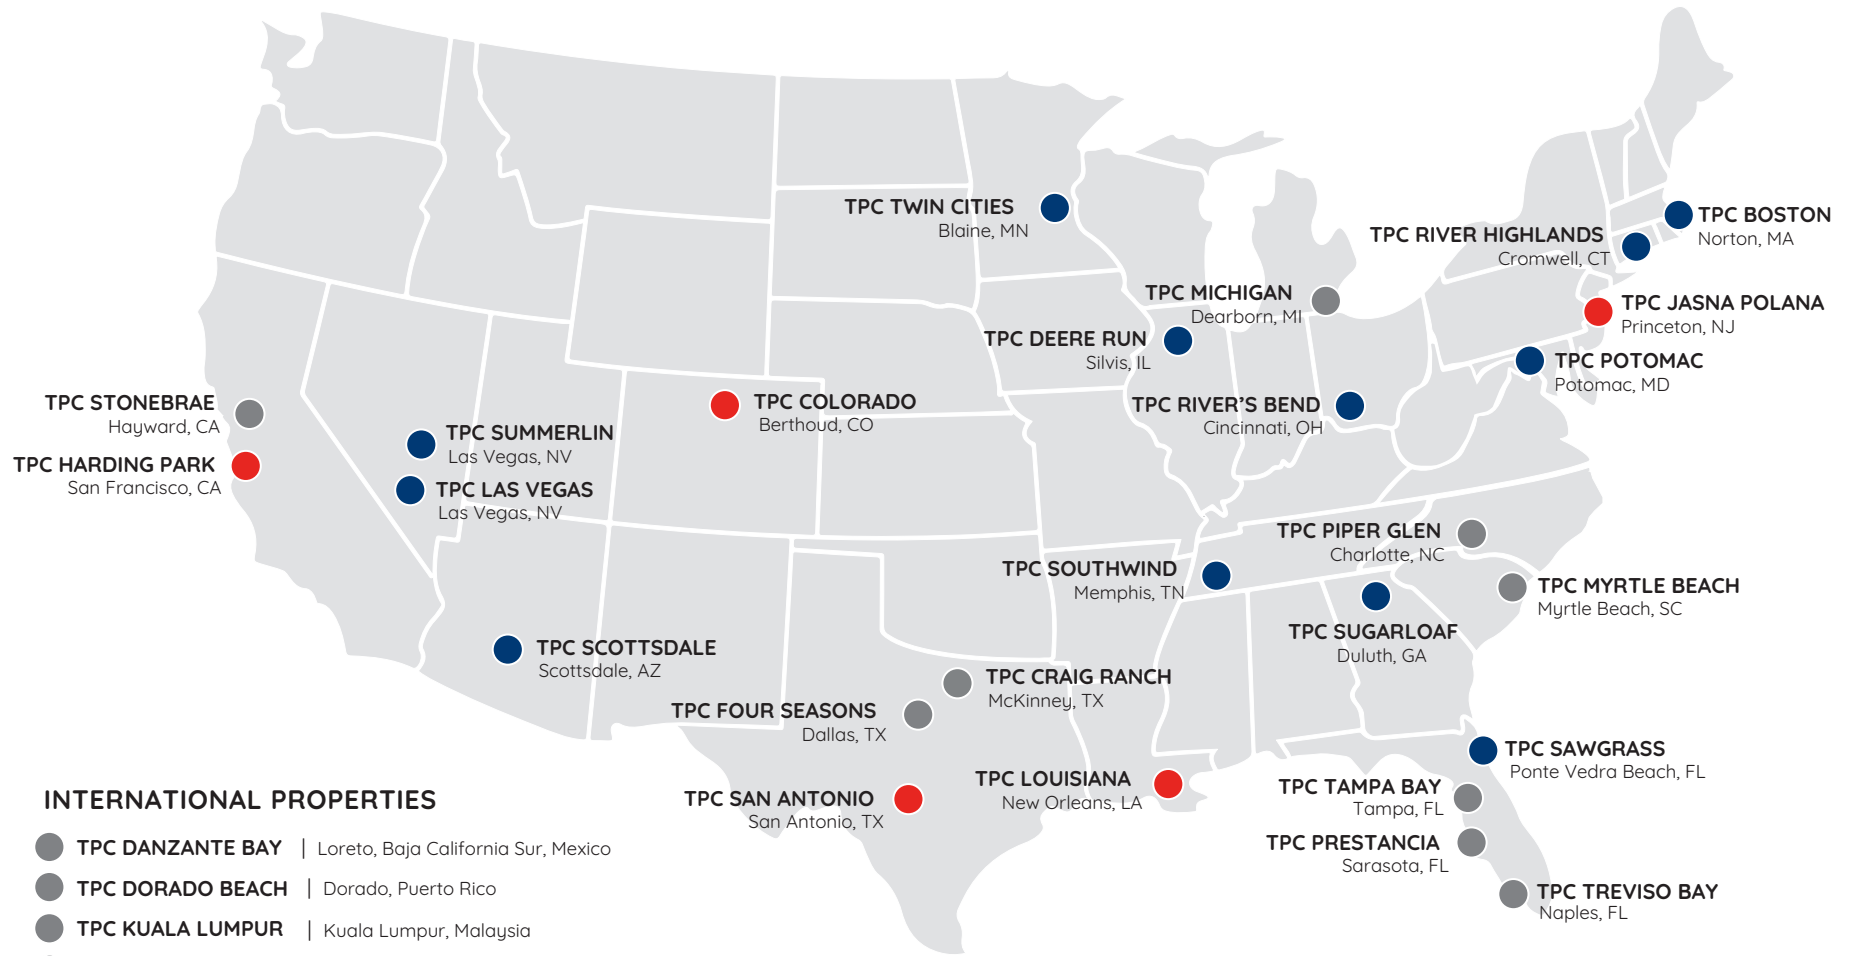 TPC TWIN CITIES
Blaine, MN
TPC BOSTON
Norton, MA
TPC RIVER HIGHLANDS
Cromwell, CT
TPC MICHIGAN
Dearborn, MI
TPC JASNA POLANA
Princeton, NJ
TPC DEERE RUN
Silvis, IL
TPC POTOMAC
Potomac, MD
TPC STONEBRAE
Hayward, CA
TPC COLORADO
Berthoud, CO
TPC RIVER'S BEND
Cincinnati, OH
TPC SUMMERLIN
Las Vegas, NV
TPC HARDING PARK
San Francisco, CA
TPC LAS VEGAS
Las Vegas, NV
TPC PIPER GLEN
Charlotte, NC
TPC SOUTHWIND
Memphis, TN
TPC MYRTLE BEACH
Myrtle Beach, SC
TPC SUGARLOAF
Duluth, GA
TPC SCOTTSDALE
Scottsdale, AZ
TPC CRAIG RANCH
McKinney, TX
TPC FOUR SEASONS
Dallas, TX
TPC SAWGRASS
Ponte Vedra Beach, FL
TPC LOUISIANA
New Orleans, LA
TPC TAMPA BAY
Tampa, FL
TPC SAN ANTONIO
San Antonio, TX
TPC PRESTANCIA
Sarasota, FL
TPC TREVISO BAY
Naples, FL
INTERNATIONAL PROPERTIES
TPC DANZANTE BAY | Loreto, Baja California Sur, Mexico
TPC DORADO BEACH | Dorado, Puerto Rico
TPC KUALA LUMPUR | Kuala Lumpur, Malaysia